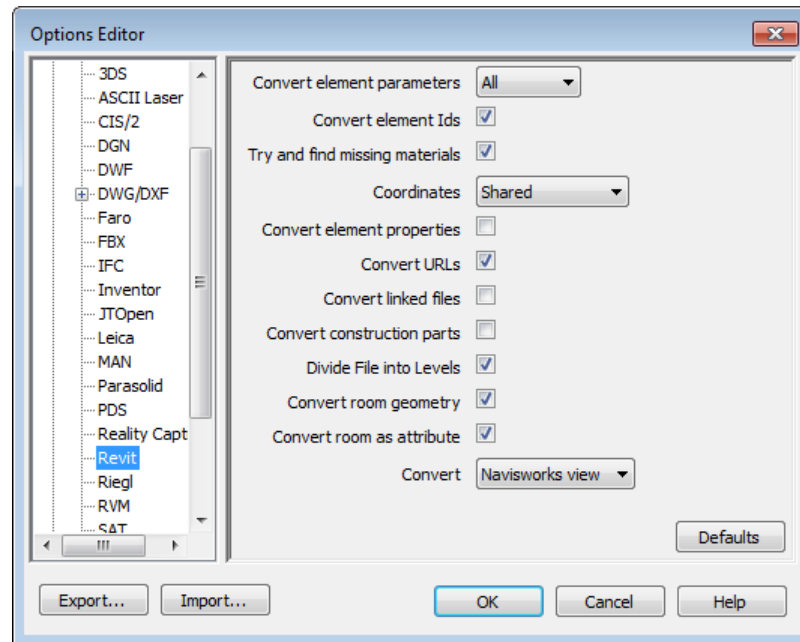 Options Editor
3DS
ASCII Laser
CIS/2
DGN
DWF
DWG/DXF
Faro
FBX
IFC
Inventor
JTOpen
Leica
MAN
Parasolid
PDS
Reality Capt
Revit
Riegl
RVM
SAT
Convert element parameters All
Convert element Ids
Try and find missing materials
Coordinates Shared
Convert element properties
Convert URLs
Convert linked files
Convert construction parts
Divide File into Levels
Convert room geometry
Convert room as attribute
Convert Navisworks view
Defaults
Export... Import... OK Cancel Help